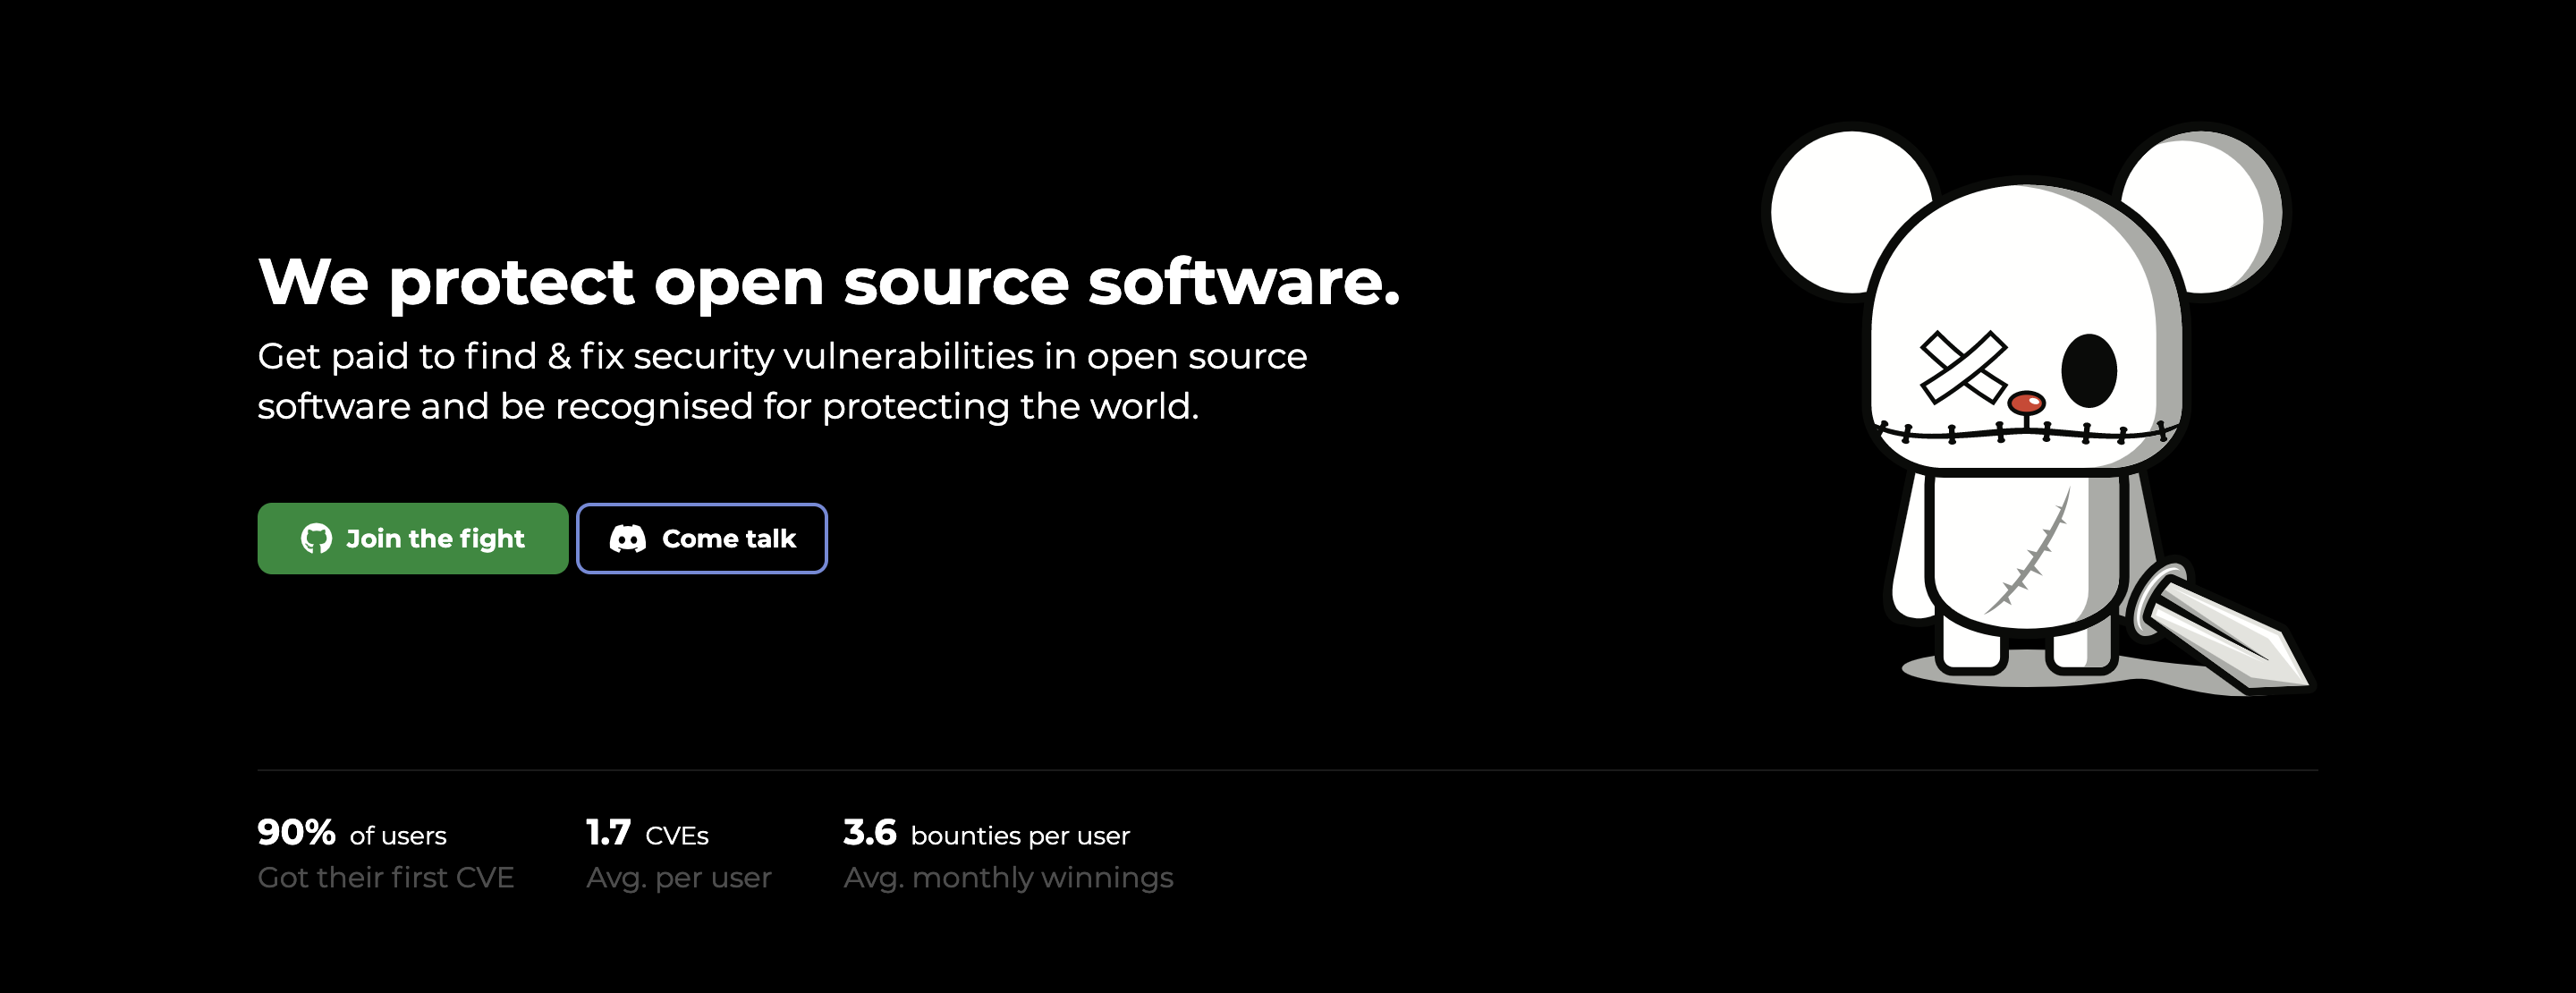 We protect open source software.
Get paid to find & fix security vulnerabilities in open source
software and be recognised for protecting the world.
Join the fight
Come talk
90% of users
Got their first CVE
1.7 CVEs
Avg. per user
3.6 bounties per user
Avg. monthly winnings